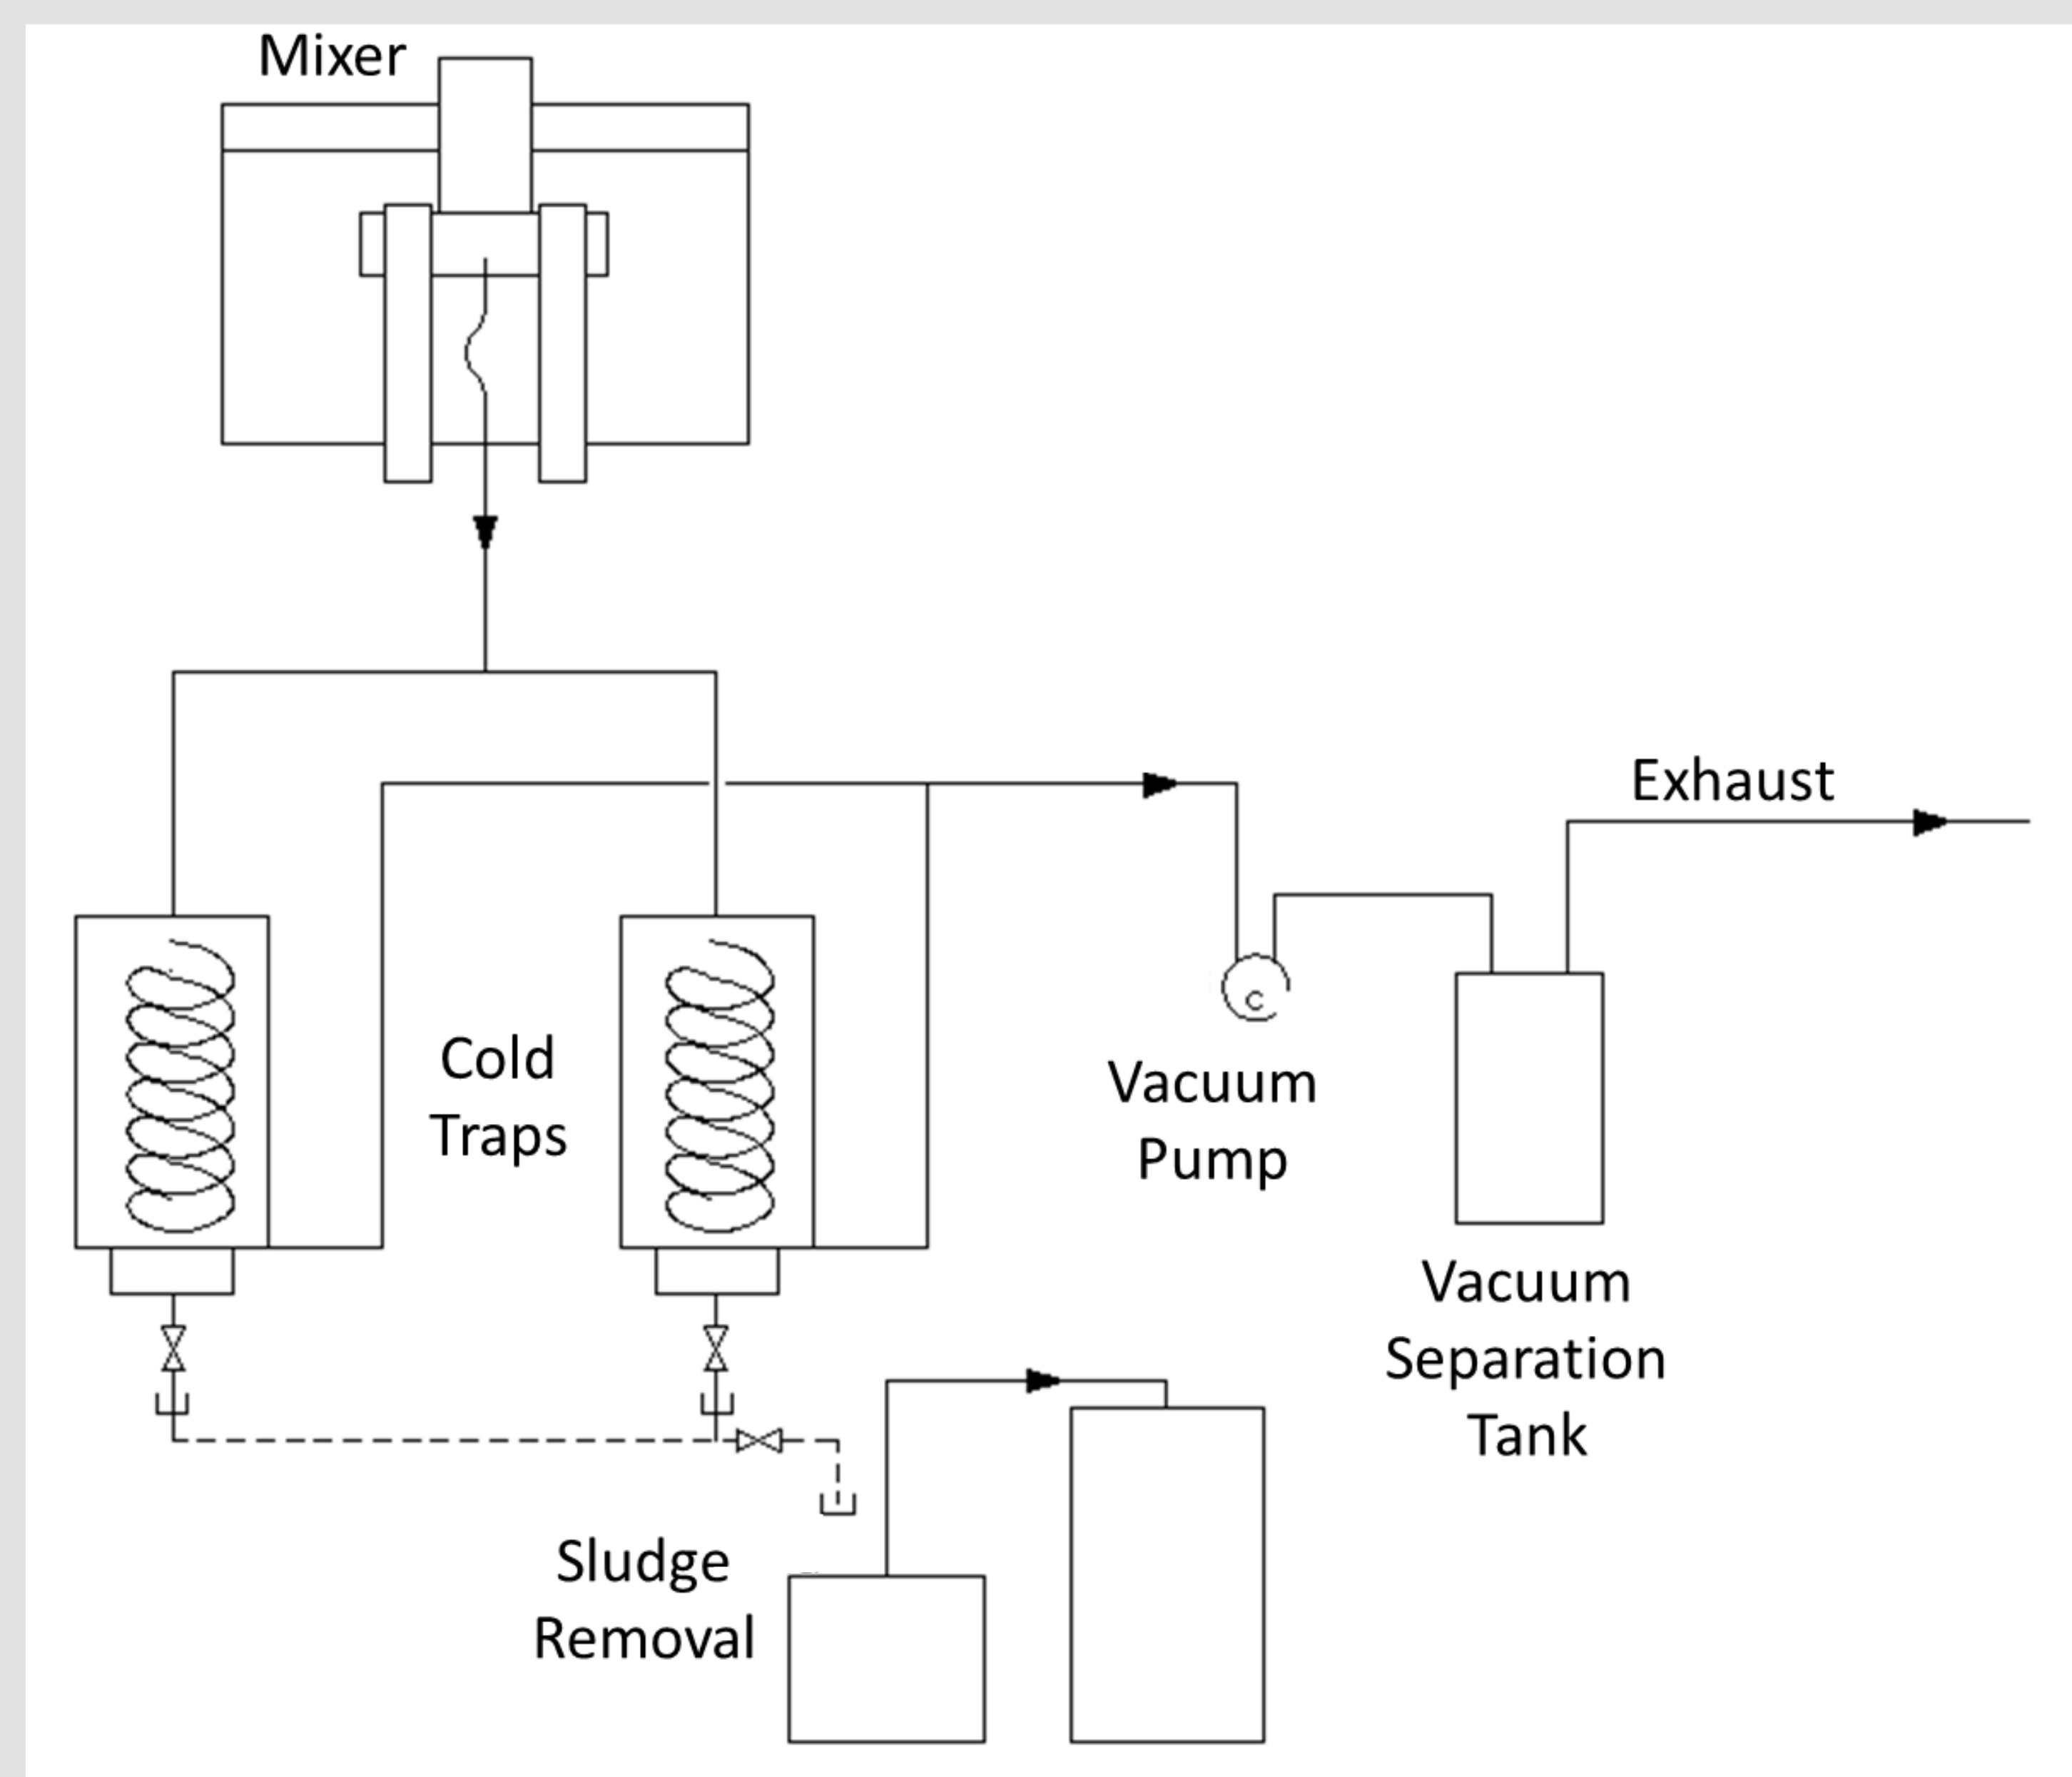 Mixer
Exhaust
Cold
Traps
Vacuum
Pump
Vacuum
Separation
Tank
Sludge
Removal